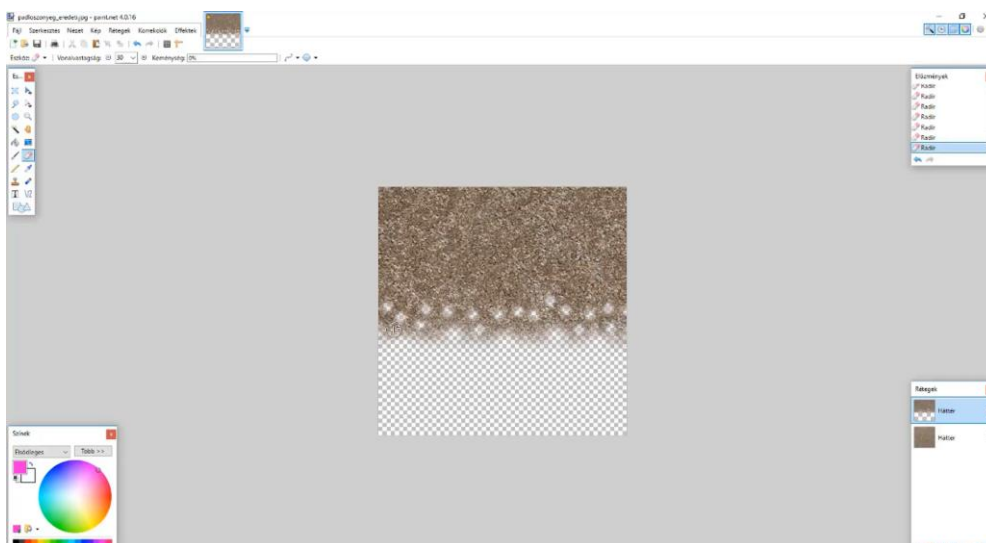 padloszonyeg_eredeti.jpg - paint.net 4.0.16
Fájl Szerkesztés Nézet Kép Rétegek Korrekciók Effektek
Eszköz Vonalvastagság: 30 Keménység: 0%
Es...
Előzmények
Radír
Radír
Radír
Radír
Radír
Radír
Radír
Színek
Elsődleges Több >>
Rétegek
Háttér
Háttér